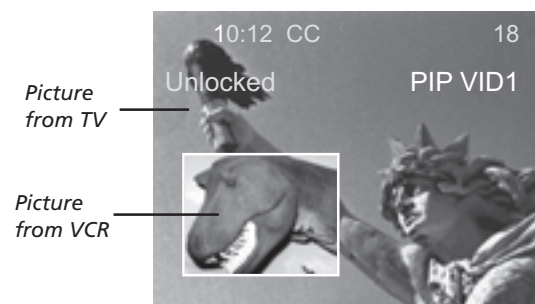 10:12 CC 18
Unlocked PIP VID1
Picture
from TV
Picture
from VCR